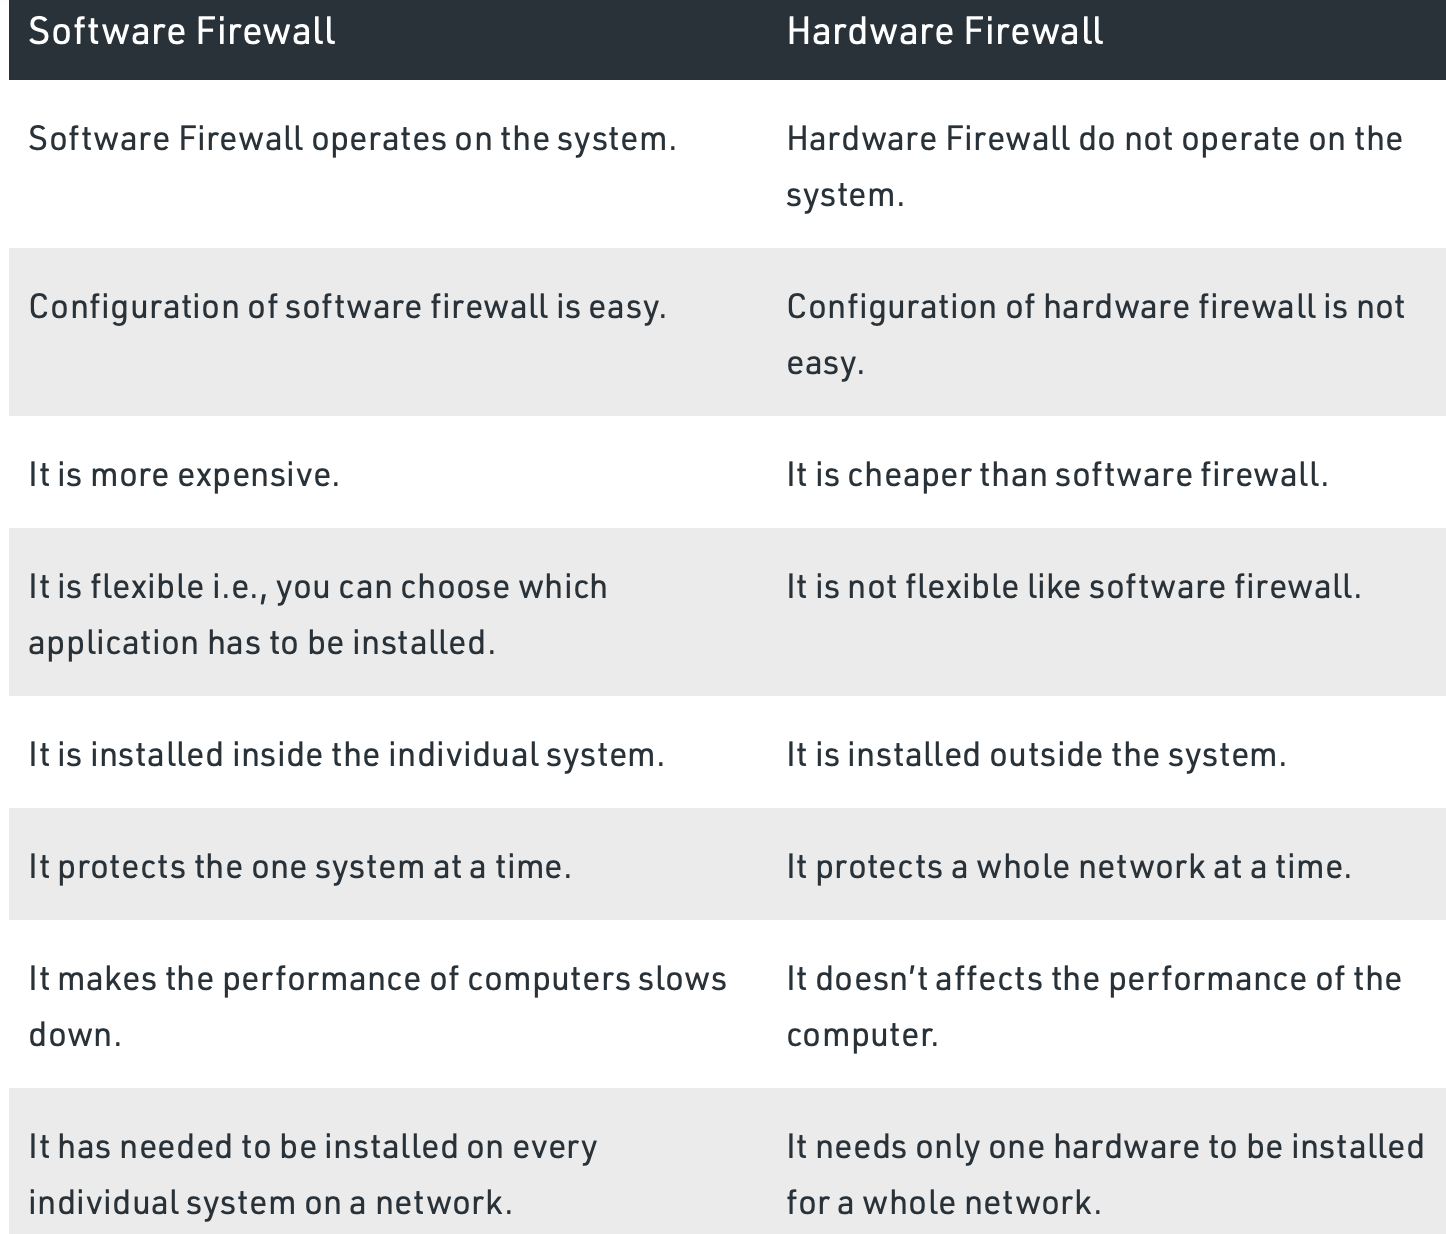 Software Firewall
Hardware Firewall
Software Firewall operates on the system.
Hardware Firewall do not operate on the
system.
Configuration of software firewall is easy.
Configuration of hardware firewall is not
easy.
It is more expensive.
It is cheaper than software firewall.
It is flexible i.e., you can choose which
application has to be installed.
It is not flexible like software firewall.
It is installed inside the individual system.
It is installed outside the system.
It protects the one system at a time.
It protects a whole network at a time.
It makes the performance of computers slows
down.
It doesn’t affects the performance of the
computer.
It has needed to be installed on every
individual system on a network.
It needs only one hardware to be installed
for a whole network.